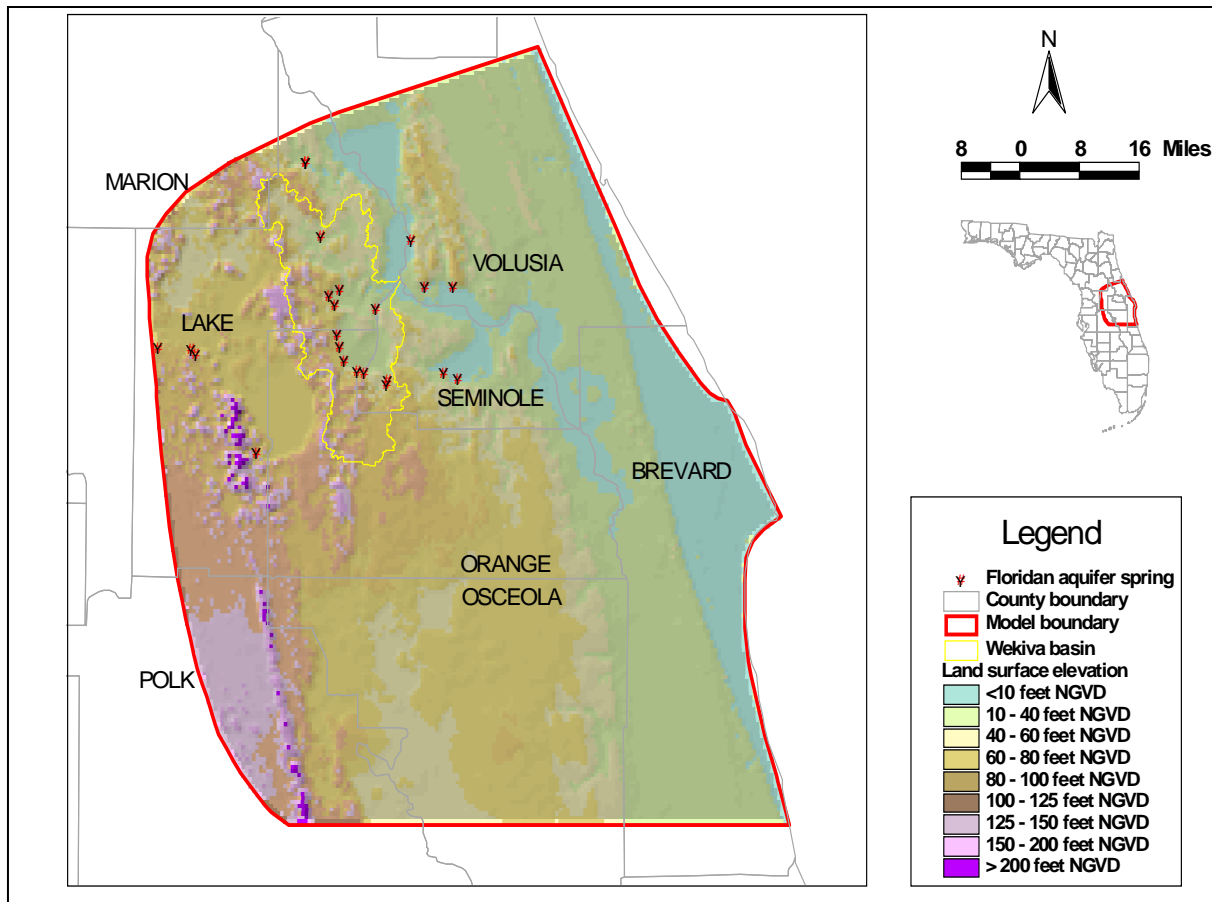 MARION
VOLUSIA
LAKE
SEMINOLE
BREVARD
ORANGE
OSCEOLA
POLK
N
8 0 8 16 Miles
Legend
Floridan aquifer spring
County boundary
Model boundary
Wekiva basin
Land surface elevation
<10 feet NGVD
10 - 40 feet NGVD
40 - 60 feet NGVD
60 - 80 feet NGVD
80 - 100 feet NGVD
100 - 125 feet NGVD
125 - 150 feet NGVD
150 - 200 feet NGVD
> 200 feet NGVD